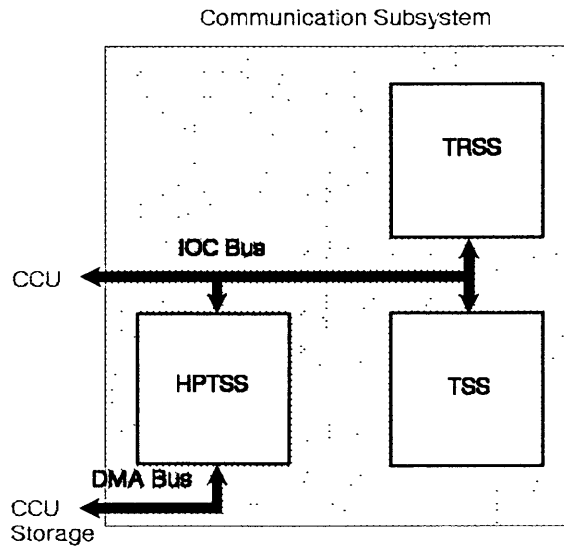 Communication Subsystem
TRSS
IOC Bus
CCU
HPTSS
TSS
DMA Bus
CCU
Storage